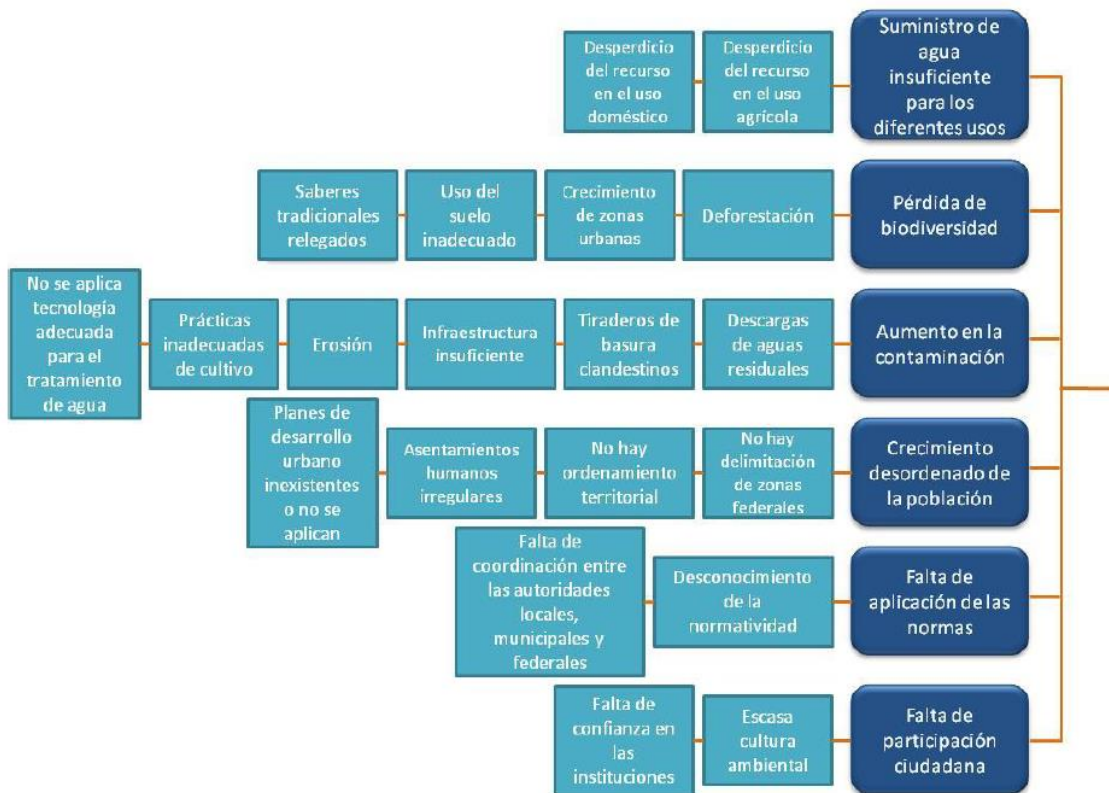 Desperdicio
del recurso
en el uso
doméstico
Desperdicio
del recurso
en el uso
agrícola
Suministro de
agua
insuficiente
para los
diferentes usos
Saberes
tradicionales
relegados
Uso del
suelo
inadecuado
Crecimiento
de zonas
urbanas
Deforestación
Pérdida de
biodiversidad
No se aplica
tecnología
adecuada
para el
tratamiento
de agua
Prácticas
inadecuadas
de cultivo
Erosión
Infraestructura
insuficiente
Tiraderos de
basura
clandestinos
Descargas
de aguas
residuales
Aumento en la
contaminación
Planes de
desarrollo
urbano
inexistentes
o no se
aplican
Asentamientos
humanos
irregulares
No hay
ordenamiento
territorial
No hay
delimitación
de zonas
federales
Crecimiento
desordenado de
la población
Falta de
coordinación entre
las autoridades
locales,
municipales y
federales
Desconocimiento
de la
normatividad
Falta de
aplicación de las
normas
Falta de
confianza en
las
instituciones
Escasa
cultura
ambiental
Falta de
participación
ciudadana